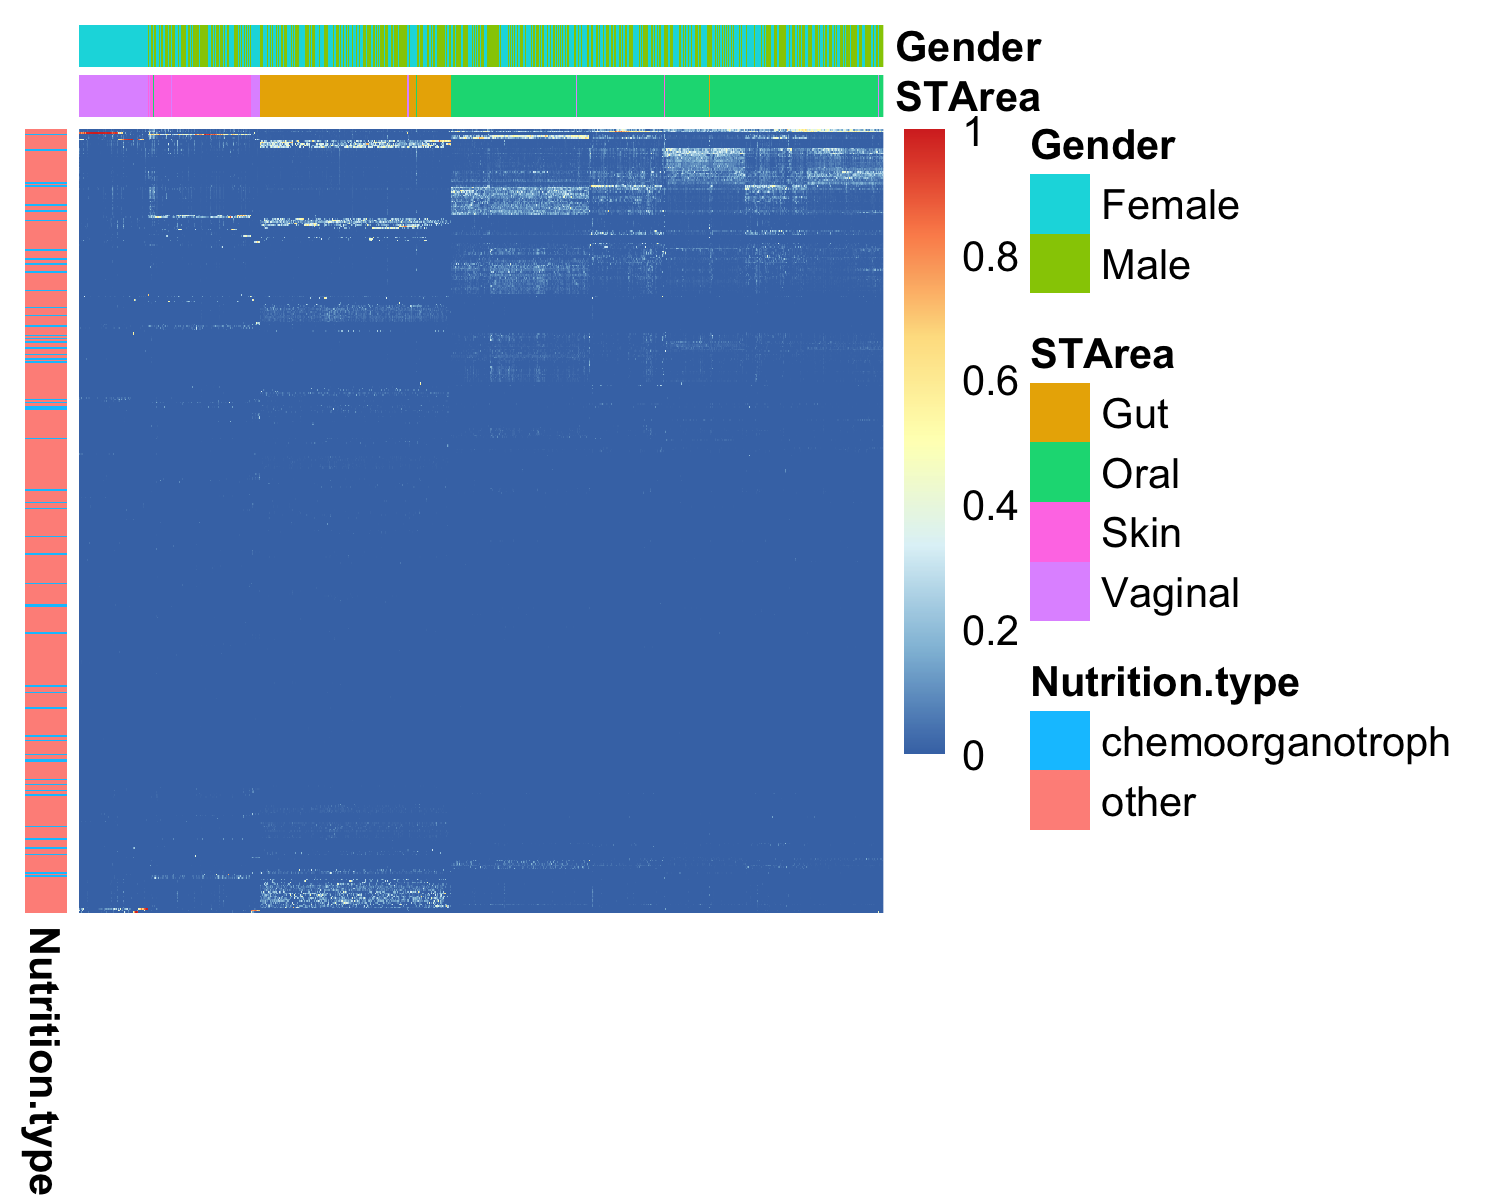 Gender
STArea
1
0.8
0.6
0.4
0.2
0
Gender
Female
Male
STArea
Gut
Oral
Skin
Vaginal
Nutrition.type
chemoorganotroph
other
Nutrition.type